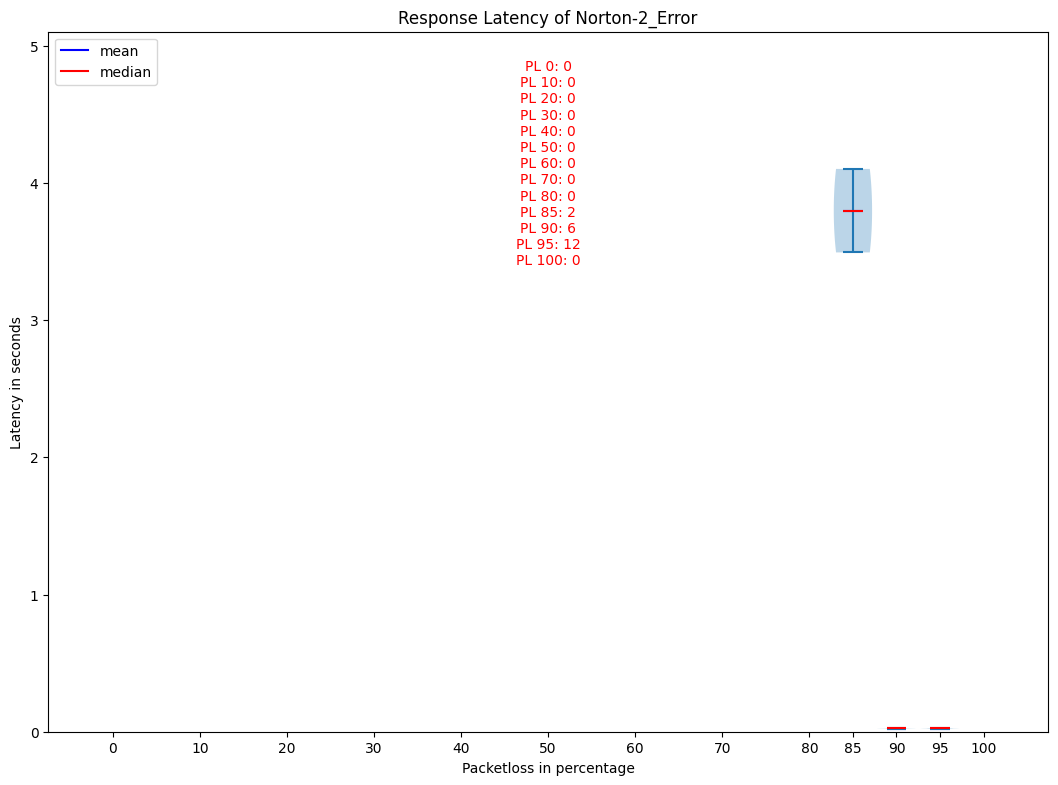 Response Latency of Norton-2_Error
mean
median
PL 0: 0
PL 10: 0
PL 20: 0
PL 30: 0
PL 40: 0
PL 50: 0
PL 60: 0
PL 70: 0
PL 80: 0
PL 85: 2
PL 90: 6
PL 95: 12
PL 100: 0
Latency in seconds
5
4
3
2
1
0
0 10 20 30 40 50 60 70 80 85 90 95 100
Packetloss in percentage